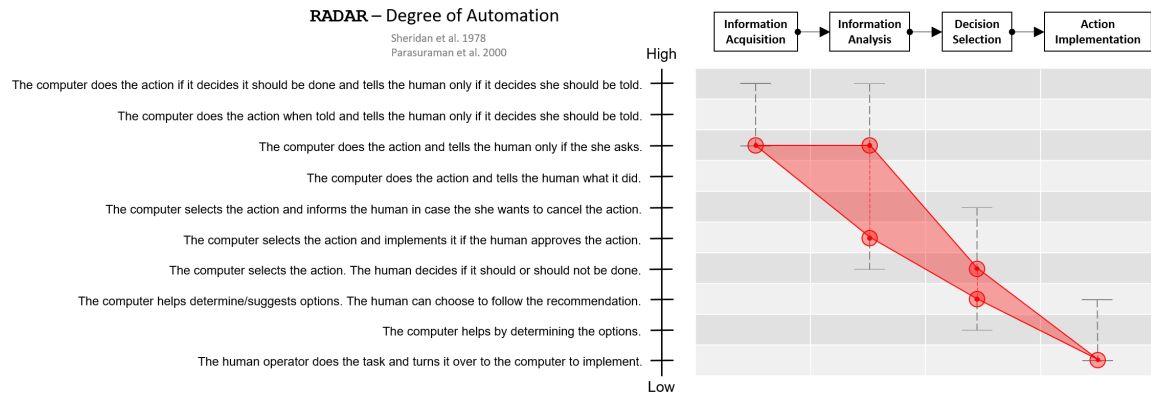 RADAR – Degree of Automation
Sheridan et al. 1978
Parasuraman et al. 2000
High
Information
Acquisition
Information
Analysis
Decision
Selection
Action
Implementation
The computer does the action if it decides it should be done and tells the human only if it decides she should be told.
The computer does the action when told and tells the human only if it decides she should be told.
The computer does the action and tells the human only if the she asks.
The computer does the action and tells the human what it did.
The computer selects the action and informs the human in case the she wants to cancel the action.
The computer selects the action and implements it if the human approves the action.
The computer selects the action. The human decides if it should or should not be done.
The computer helps determine/suggests options. The human can choose to follow the recommendation.
The computer helps by determining the options.
The human operator does the task and turns it over to the computer to implement.
Low